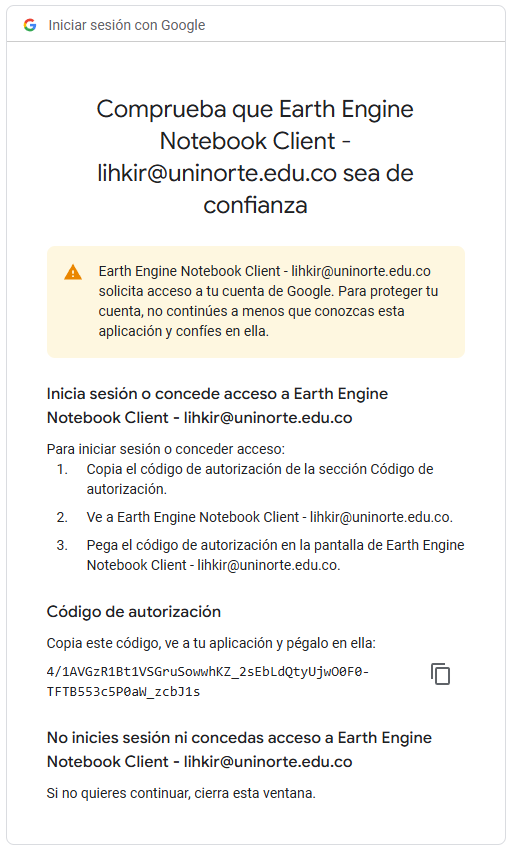 Iniciar sesión con Google
Comprueba que Earth Engine
Notebook Client -
lihkir@uninorte.edu.co sea de
confianza
Earth Engine Notebook Client - lihkir@uninorte.edu.co
solicita acceso a tu cuenta de Google. Para proteger tu
cuenta, no continúes a menos que conozcas esta
aplicación y confíes en ella.
Inicia sesión o concede acceso a Earth Engine
Notebook Client - lihkir@uninorte.edu.co
Para iniciar sesión o conceder acceso:
1. Copia el código de autorización de la sección Código de
autorización.
2. Ve a Earth Engine Notebook Client - lihkir@uninorte.edu.co.
3. Pega el código de autorización en la pantalla de Earth Engine
Notebook Client - lihkir@uninorte.edu.co.
Código de autorización
Copia este código, ve a tu aplicación y pégalo en ella:
4/1AVGzR1Bt1VSGruSowwhKZ_2sEbLdQtyUjwO0F0-
TFTB553c5P0aW_zcbJ1s
No inicies sesión ni concedas acceso a Earth Engine
Notebook Client - lihkir@uninorte.edu.co
Si no quieres continuar, cierra esta ventana.